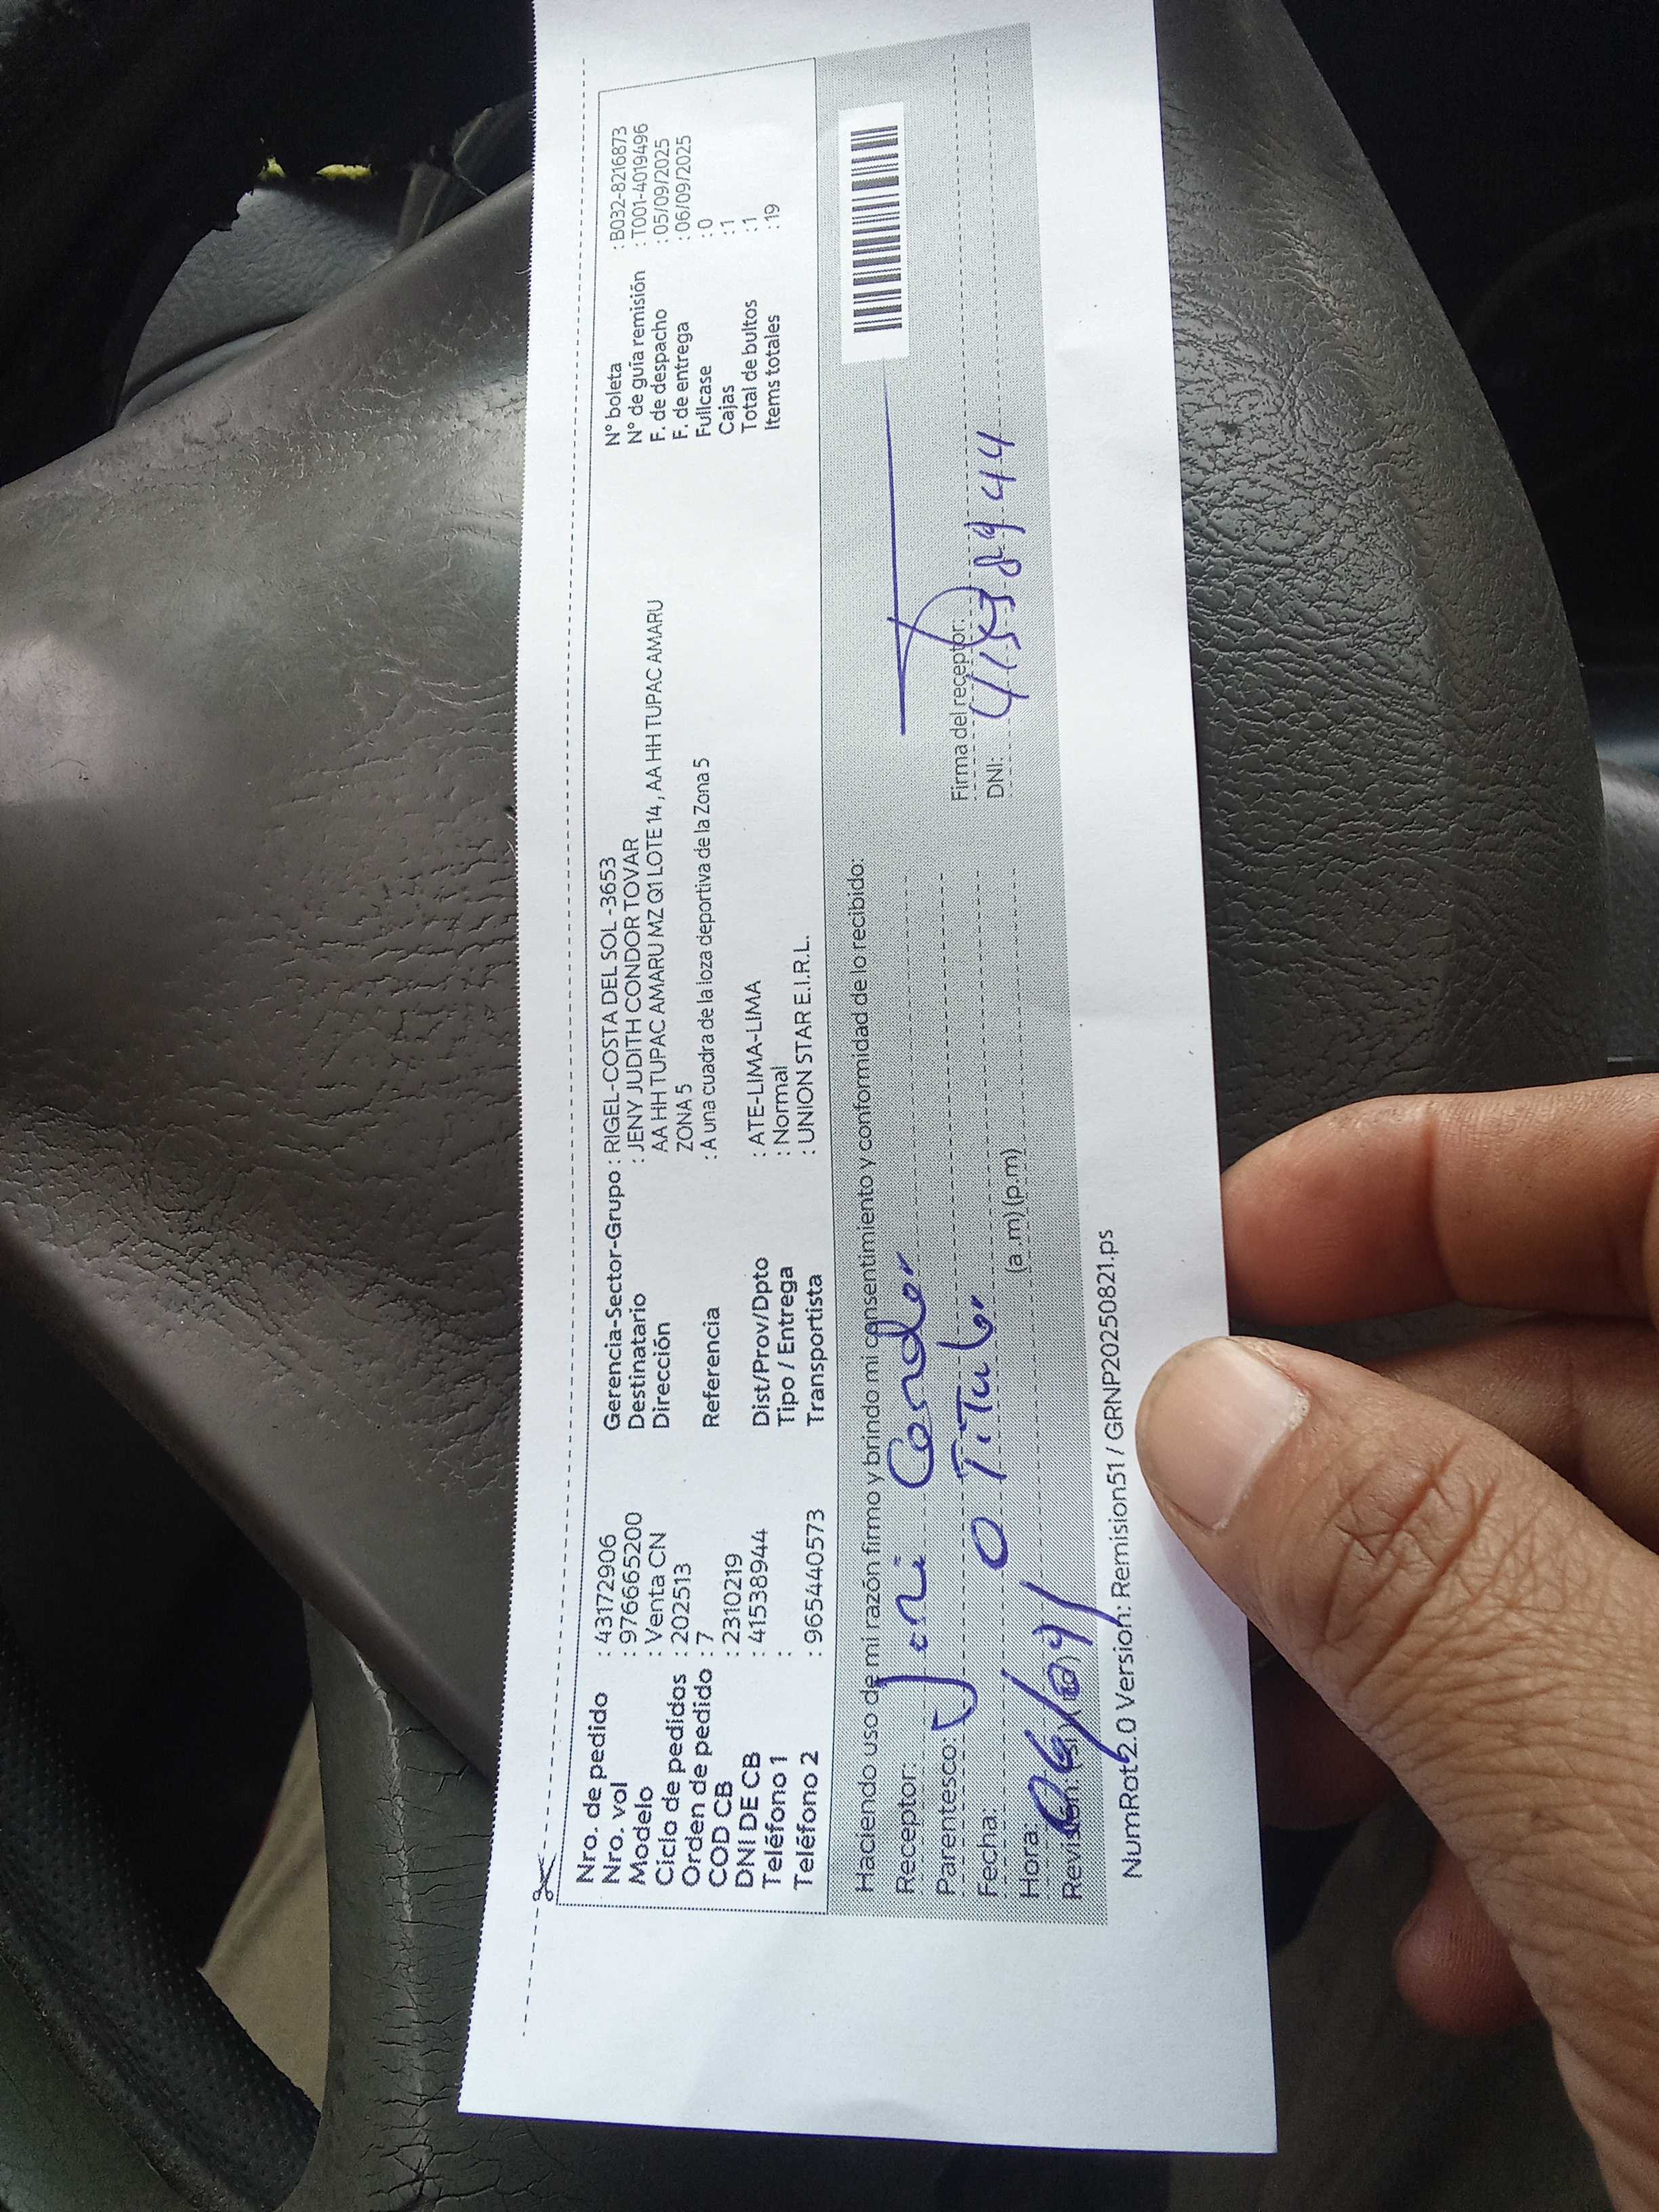 Nro. de pedido : 43172906
Nro. vol : 976665200
Modelo : Venta CN
Ciclo de pedidos : 202513
Orden de pedido : 7
COD CB : 2310219
DNI DE CB : 41538944
Teléfono 1 :
Teléfono 2 : 965440573
Gerencia-Sector-Grupo : RIGEL-COSTA DEL SOL -3653
Destinatario : JENY JUDITH CONDOR TOVAR
Dirección AA HH TUPAC AMARU MZ Q1 LOTE 14, AA HH TUPAC AMARU
ZONA 5
Referencia : A una cuadra de la loza deportiva de la Zona 5
Dist/Prov/Dpto : ATE-LIMA-LIMA
Tipo / Entrega : Normal
Transportista : UNION STAR E.I.R.L.
N° boleta : B032-8216873
N° de guía remisión : T001-4019496
F. de despacho : 05/09/2025
F. de entrega : 06/09/2025
Fullcase : 0
Cajas : 1
Total de bultos : 1
Items totales : 19
Haciendo uso de mi razón firmo y brindo mi consentimiento y conformidad de lo recibido:
Receptor: Jeni Condor
Parentesco: O Titular
Fecha: 06/09/
Hora: (a .m) (p.m)
Revisión: (si)
Firma del receptor:
DNI: 41538944
NumRot2.0 Version: Remision51 / GRNP20250821.ps